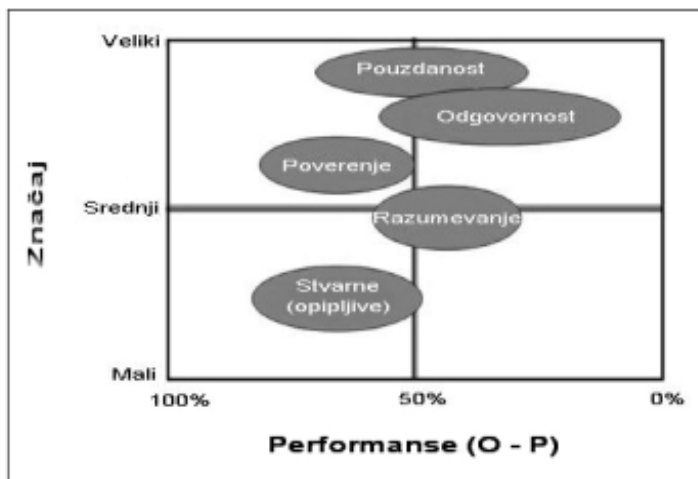 Veliki
Pouzdanost
Odgovornost
Poverenje
Značaj
Srednji
Razumevanje
Stvarne
(opipljive)
Mali
100%
50%
0%
Performanse (O - P)